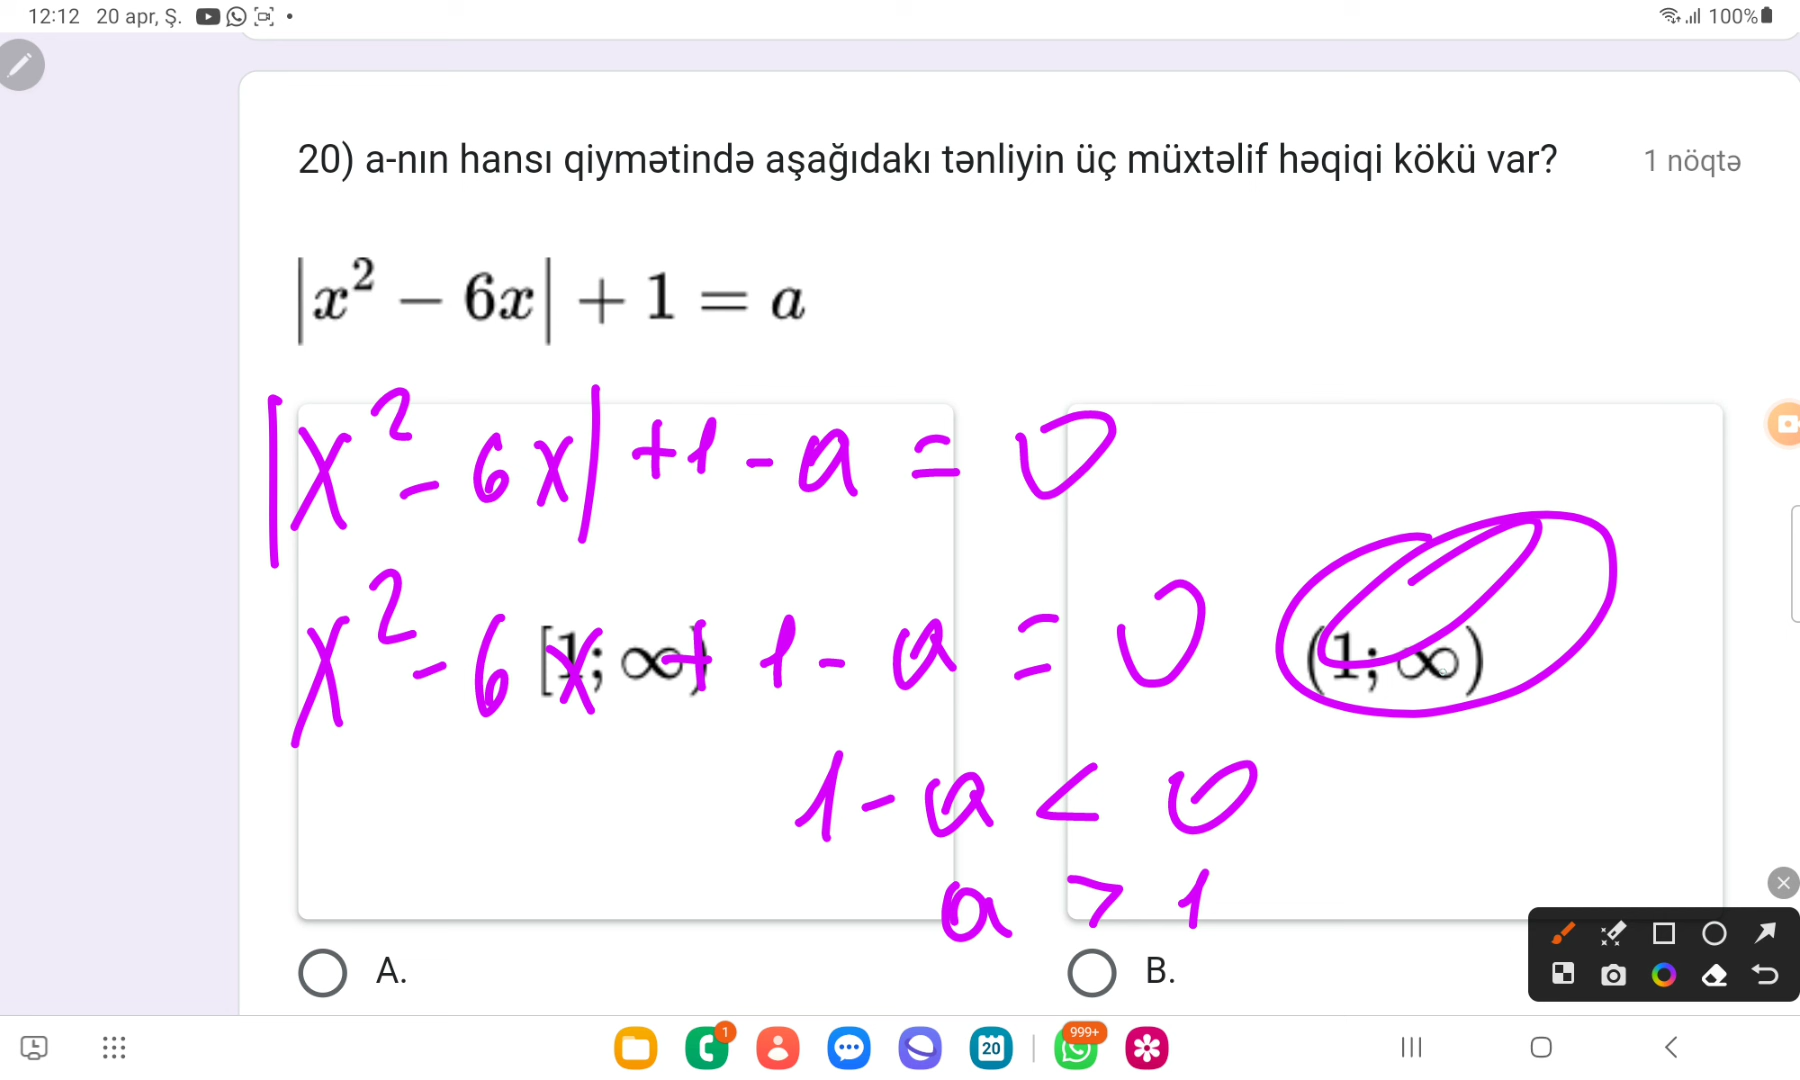 12:12 20 apr, Ş. 100%
20) a-nın hansı qiymətində aşağıdakı tənliyin üç müxtəlif həqiqi kökü var? 1 nöqtə
|x² − 6x| + 1 = a
|x² - 6x| + 1 - a = 0
x² - 6x + 1 - a = 0
[1; ∞) (1; ∞)
1 - a < 0
a > 1
A. B.
1 20 999+